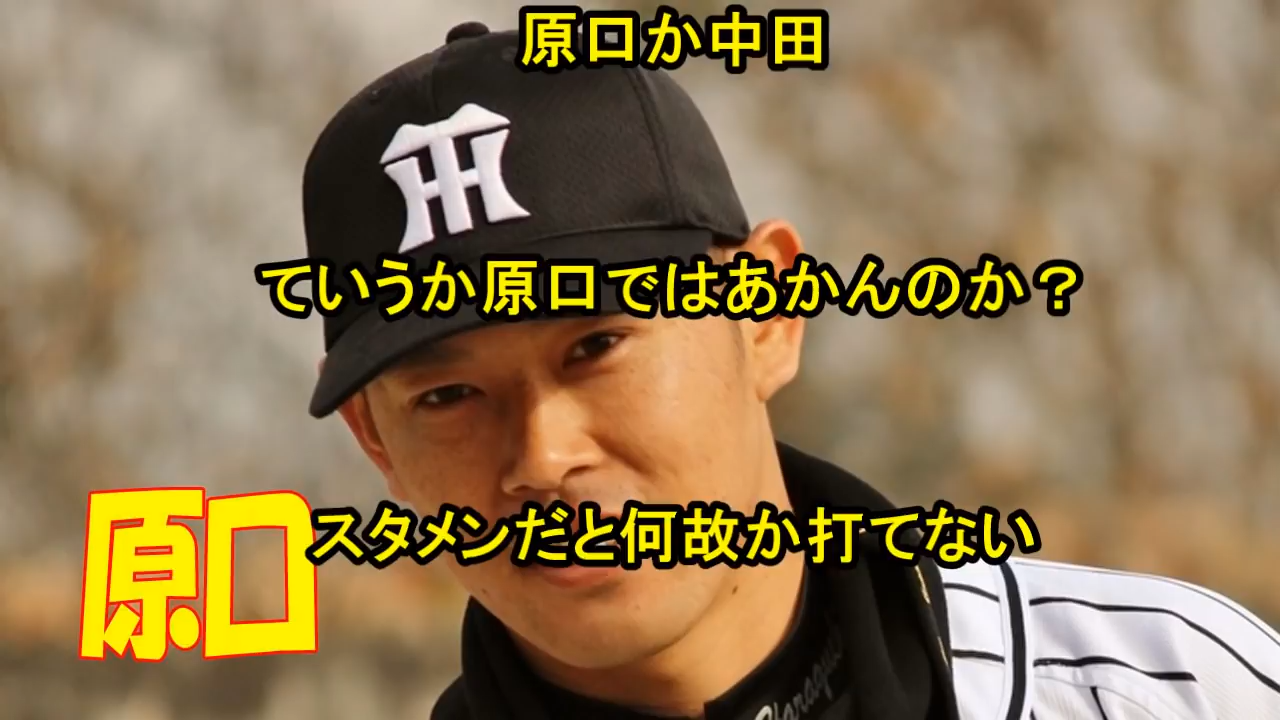 原口か中田
ていうか原口ではあかんのか？
原口
スタメンだと何故か打てない